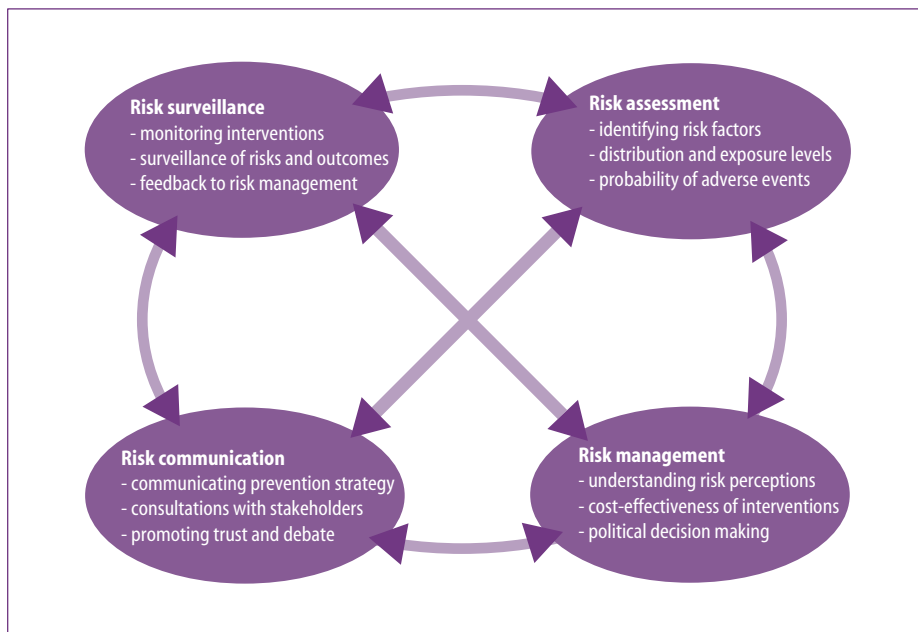 Risk surveillance
- monitoring interventions
- surveillance of risks and outcomes
- feedback to risk management
Risk assessment
- identifying risk factors
- distribution and exposure levels
- probability of adverse events
Risk communication
- communicating prevention strategy
- consultations with stakeholders
- promoting trust and debate
Risk management
- understanding risk perceptions
- cost-effectiveness of interventions
- political decision making